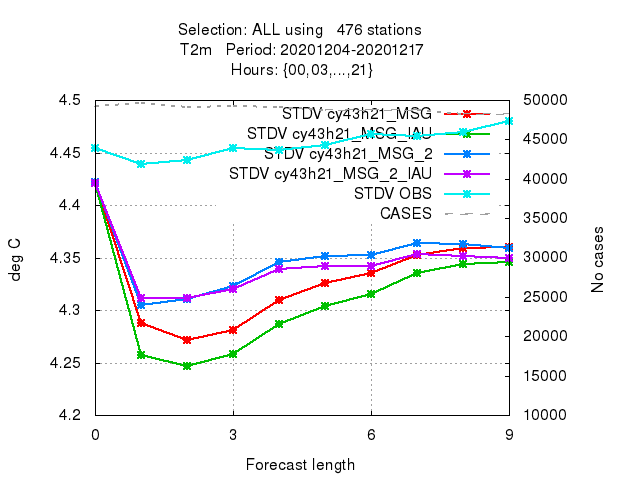 Selection: ALL using   476 stations
T2m   Period: 20201204-20201217
Hours: {00,03,...,21}
4.5
4.45
4.4
4.35
4.3
4.25
4.2
deg C
STDV cy43h21_MSG
STDV cy43h21_MSG_IAU
STDV cy43h21_MSG_2
STDV cy43h21_MSG_2_IAU
STDV OBS
CASES
50000
45000
40000
35000
30000
25000
20000
15000
10000
No cases
0 3 6 9
Forecast length